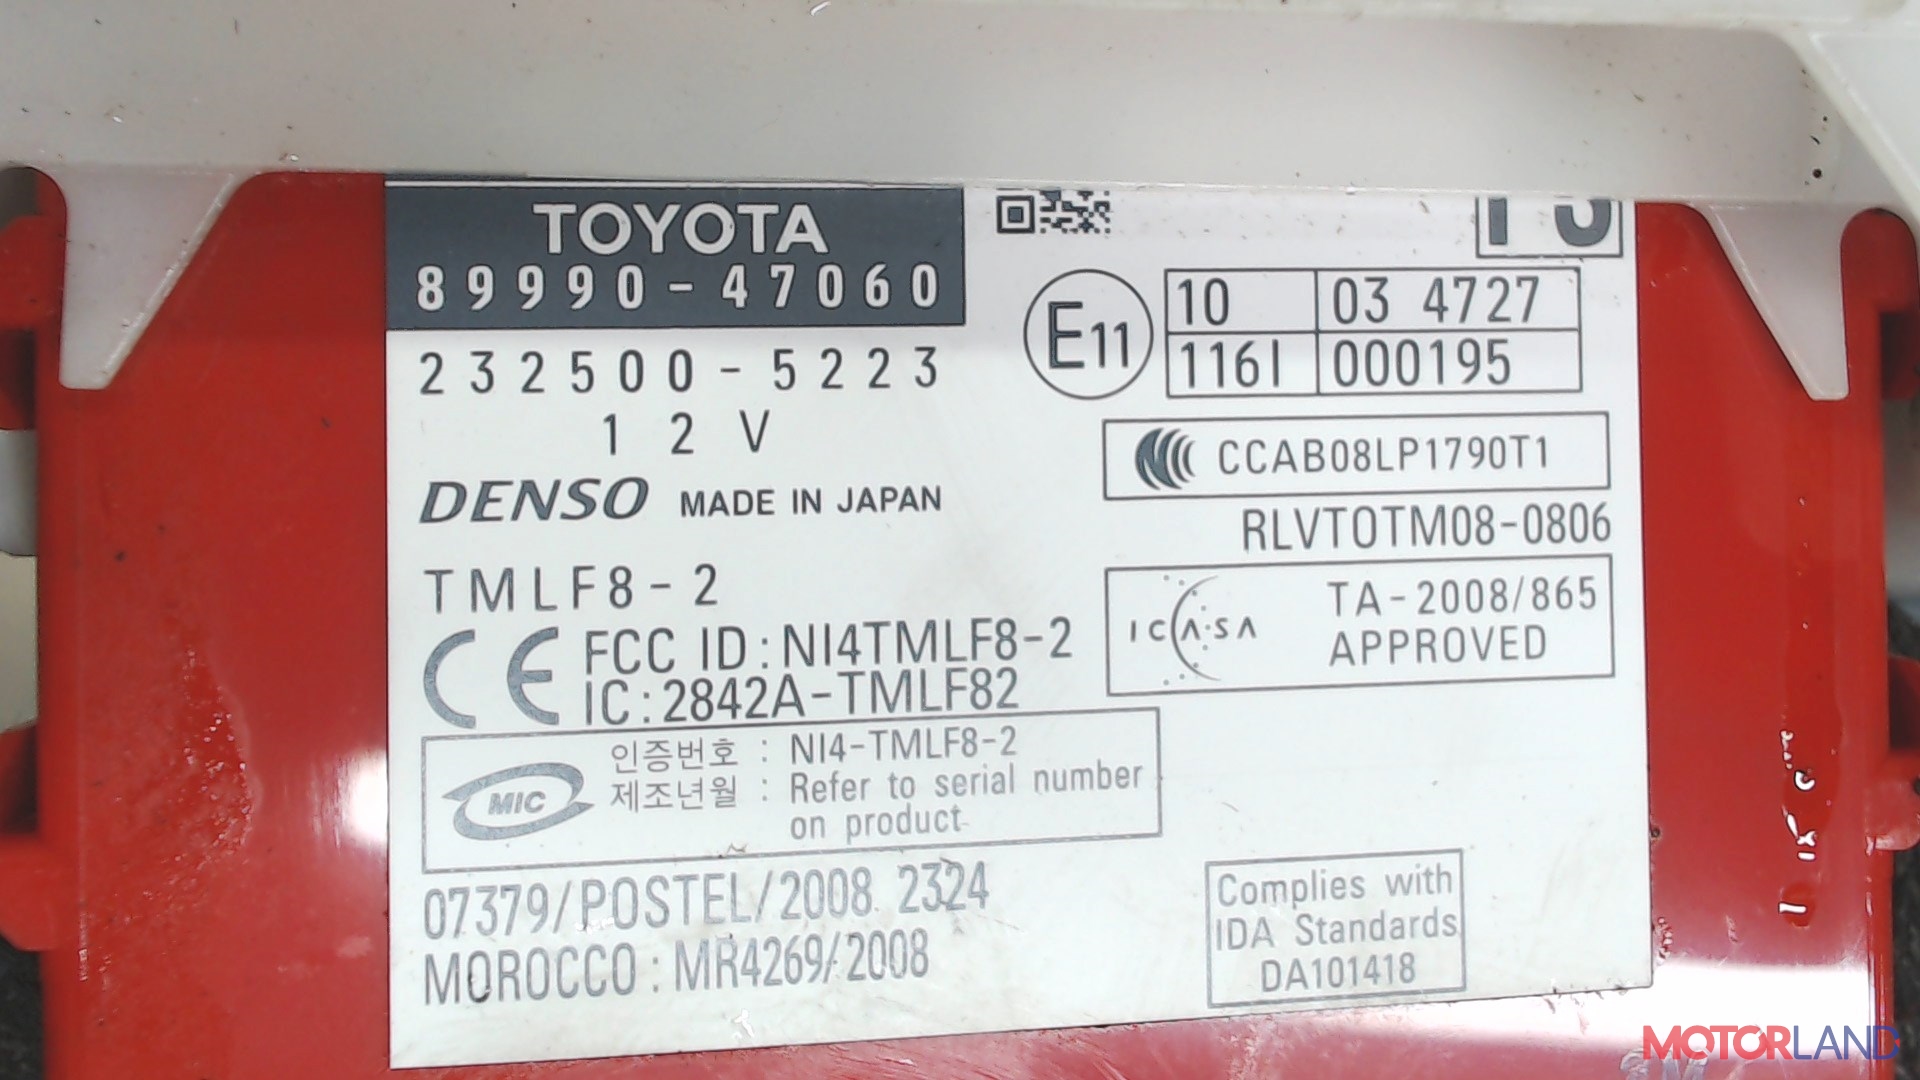 TOYOTA
89990-47060
232500-5223
12V
DENSO MADE IN JAPAN
TMLF8-2
CE FCC ID:NI4TMLF8-2
IC:2842A-TMLF82
MIC
인증번호 : NI4-TMLF8-2
제조년월 : Refer to serial number
on product
07379/POSTEL/2008 2324
MOROCCO:MR4269/2008
E11
10 03 4727
116I 000195
CCAB08LP1790T1
RLVTOTM08-0806
ICASA
TA-2008/865
APPROVED
Complies with
IDA Standards
DA101418
MOTORLAND